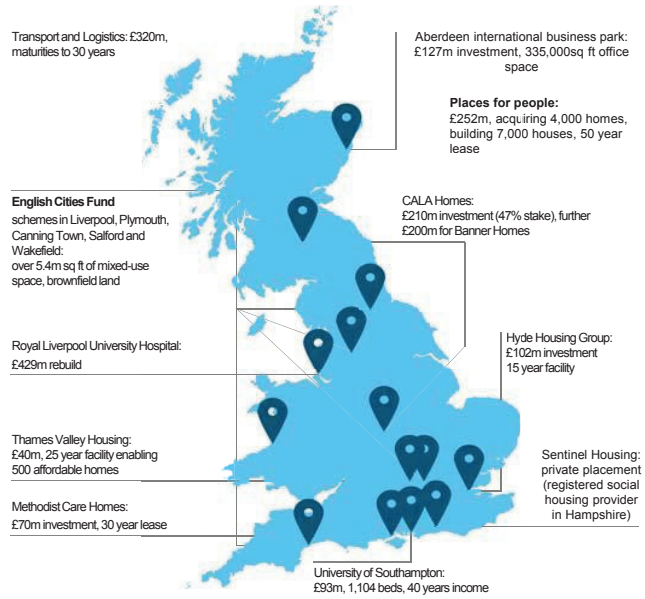 Transport and Logistics: £320m,
maturities to 30 years
Aberdeen international business park:
£127m investment, 335,000sq ft office
space
Places for people:
£252m, acquiring 4,000 homes,
building 7,000 houses, 50 year
lease
English Cities Fund
schemes in Liverpool, Plymouth,
Canning Town, Salford and
Wakefield:
over 5.4m sq ft of mixed-use
space, brownfield land
CALA Homes:
£210m investment (47% stake), further
£200m for Banner Homes
Royal Liverpool University Hospital:
£429m rebuild
Hyde Housing Group:
£102m investment
15 year facility
Thames Valley Housing:
£40m, 25 year facility enabling
500 affordable homes
Sentinel Housing:
private placement
(registered social
housing provider
in Hampshire)
Methodist Care Homes:
£70m investment, 30 year lease
University of Southampton:
£93m, 1,104 beds, 40 years income